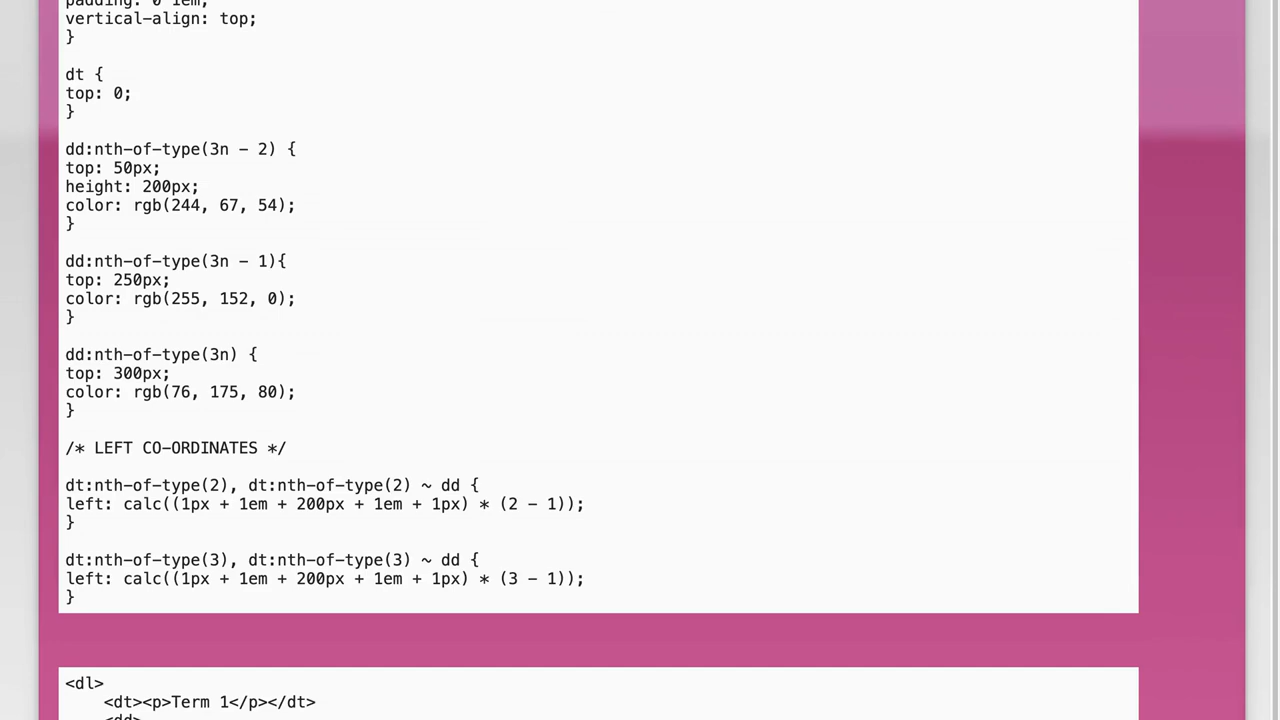 padding: 0 1em;
vertical-align: top;
}
dt {
top: 0;
}
dd:nth-of-type(3n - 2) {
top: 50px;
height: 200px;
color: rgb(244, 67, 54);
}
dd:nth-of-type(3n - 1){
top: 250px;
color: rgb(255, 152, 0);
}
dd:nth-of-type(3n) {
top: 300px;
color: rgb(76, 175, 80);
}
/* LEFT CO-ORDINATES */
dt:nth-of-type(2), dt:nth-of-type(2) ~ dd {
left: calc((1px + 1em + 200px + 1em + 1px) * (2 - 1));
}
dt:nth-of-type(3), dt:nth-of-type(3) ~ dd {
left: calc((1px + 1em + 200px + 1em + 1px) * (3 - 1));
}
<dl>
<dt><p>Term 1</p></dt>
<dd>